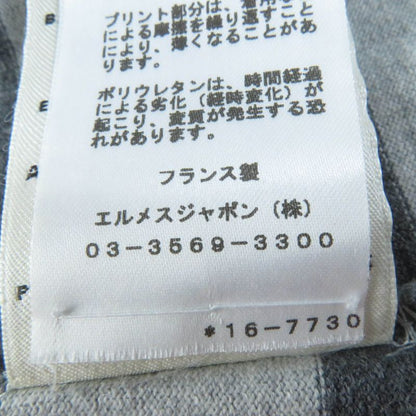 プリント部分は、着用に
よる摩擦を繰り返すこと
により、薄くなることがあ
ります。
ポリウレタンは、時間経過
による劣化（経時変化）が
起こり、変質が発生する恐
れがあります。
フランス製
エルメスジャポン（株）
03-3569-3300
*16-7730